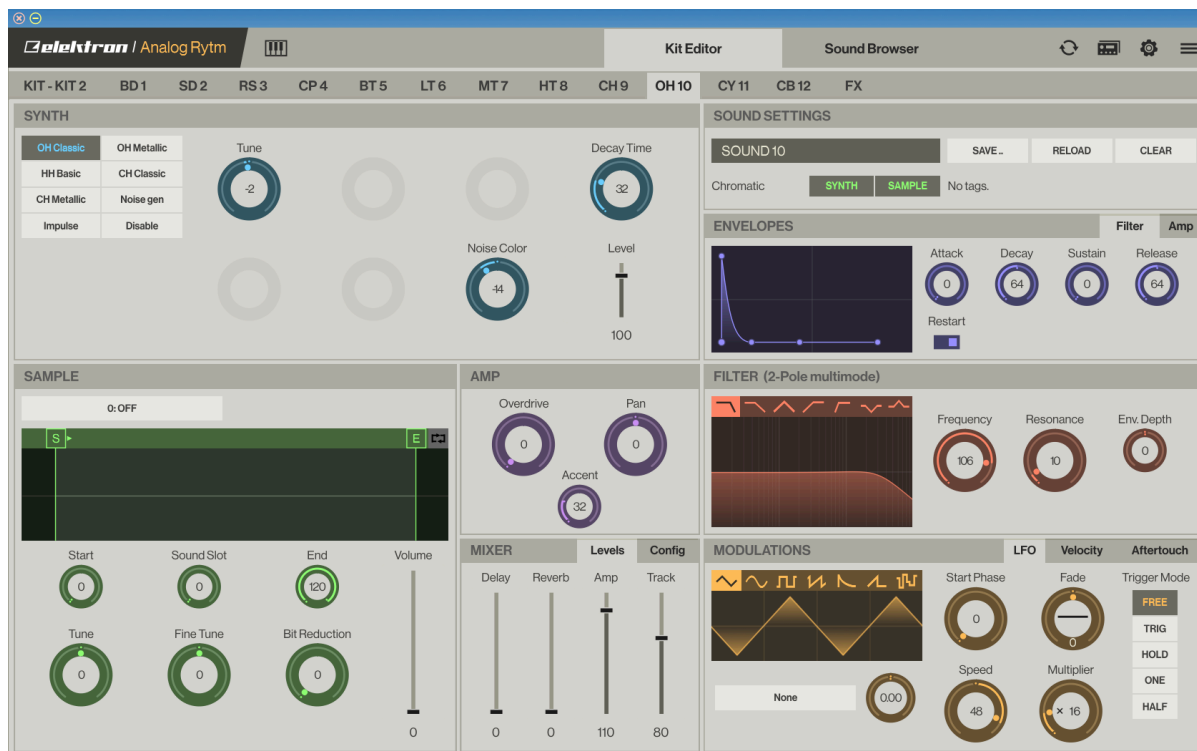 elektron Analog Rytm
Kit Editor Sound Browser
KIT - KIT 2 BD 1 SD 2 RS 3 CP 4 BT 5 LT 6 MT 7 HT 8 CH 9 OH 10 CY 11 CB 12 FX
SYNTH
OH Classic OH Metallic
HH Basic CH Classic
CH Metallic Noise gen
Impulse Disable
Tune
-2
Decay Time
32
Noise Color
-14
Level
100
SOUND SETTINGS
SOUND 10 SAVE .. RELOAD CLEAR
Chromatic SYNTH SAMPLE No tags.
ENVELOPES Filter Amp
Attack Decay Sustain Release
0 64 0 64
Restart
SAMPLE
0: OFF
S E
Start Sound Slot End Volume
0 0 120
Tune Fine Tune Bit Reduction
0 0 0
0
AMP
Overdrive Pan
0 0
Accent
32
MIXER Levels Config
Delay Reverb Amp Track
0 0 110 80
FILTER (2-Pole multimode)
Frequency Resonance Env. Depth
106 10 0
MODULATIONS LFO Velocity Aftertouch
Start Phase Fade Trigger Mode
0 0
FREE
TRIG
HOLD
ONE
HALF
Speed Multiplier
None 0.00 48 × 16